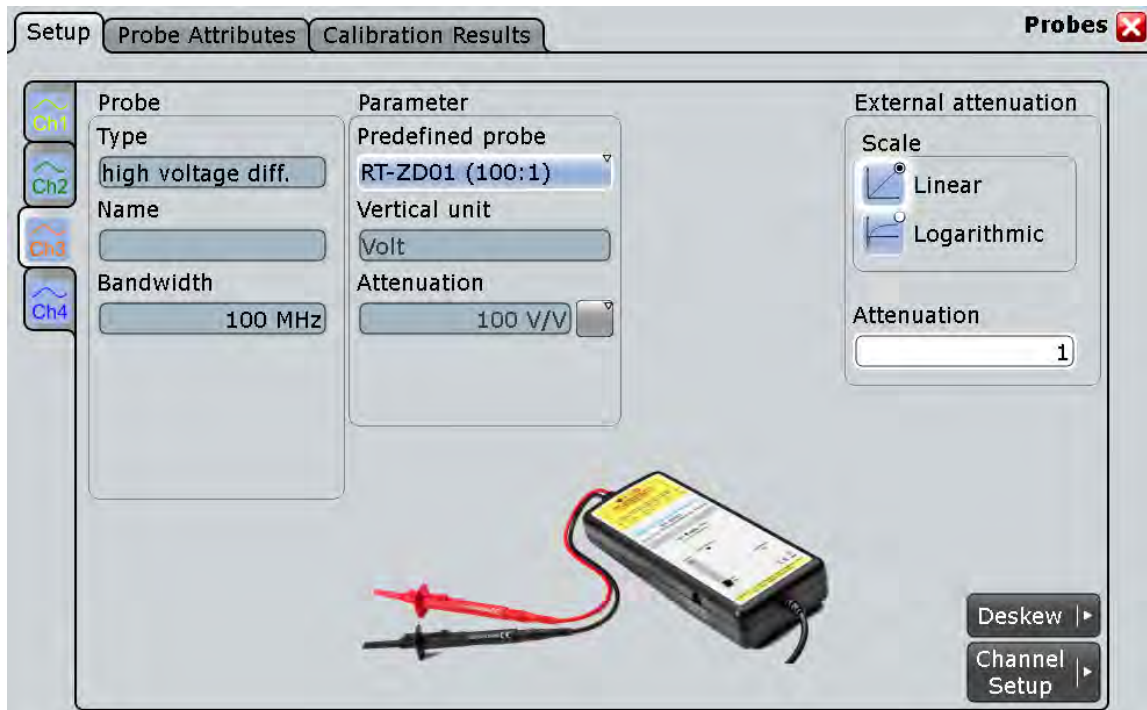 Setup
Probe Attributes
Calibration Results
Probes
Ch1
Ch2
Ch3
Ch4
Probe
Type
high voltage diff.
Name
Bandwidth
100 MHz
Parameter
Predefined probe
RT-ZD01 (100:1)
Vertical unit
Volt
Attenuation
100 V/V
External attenuation
Scale
Linear
Logarithmic
Attenuation
1
Deskew
Channel
Setup